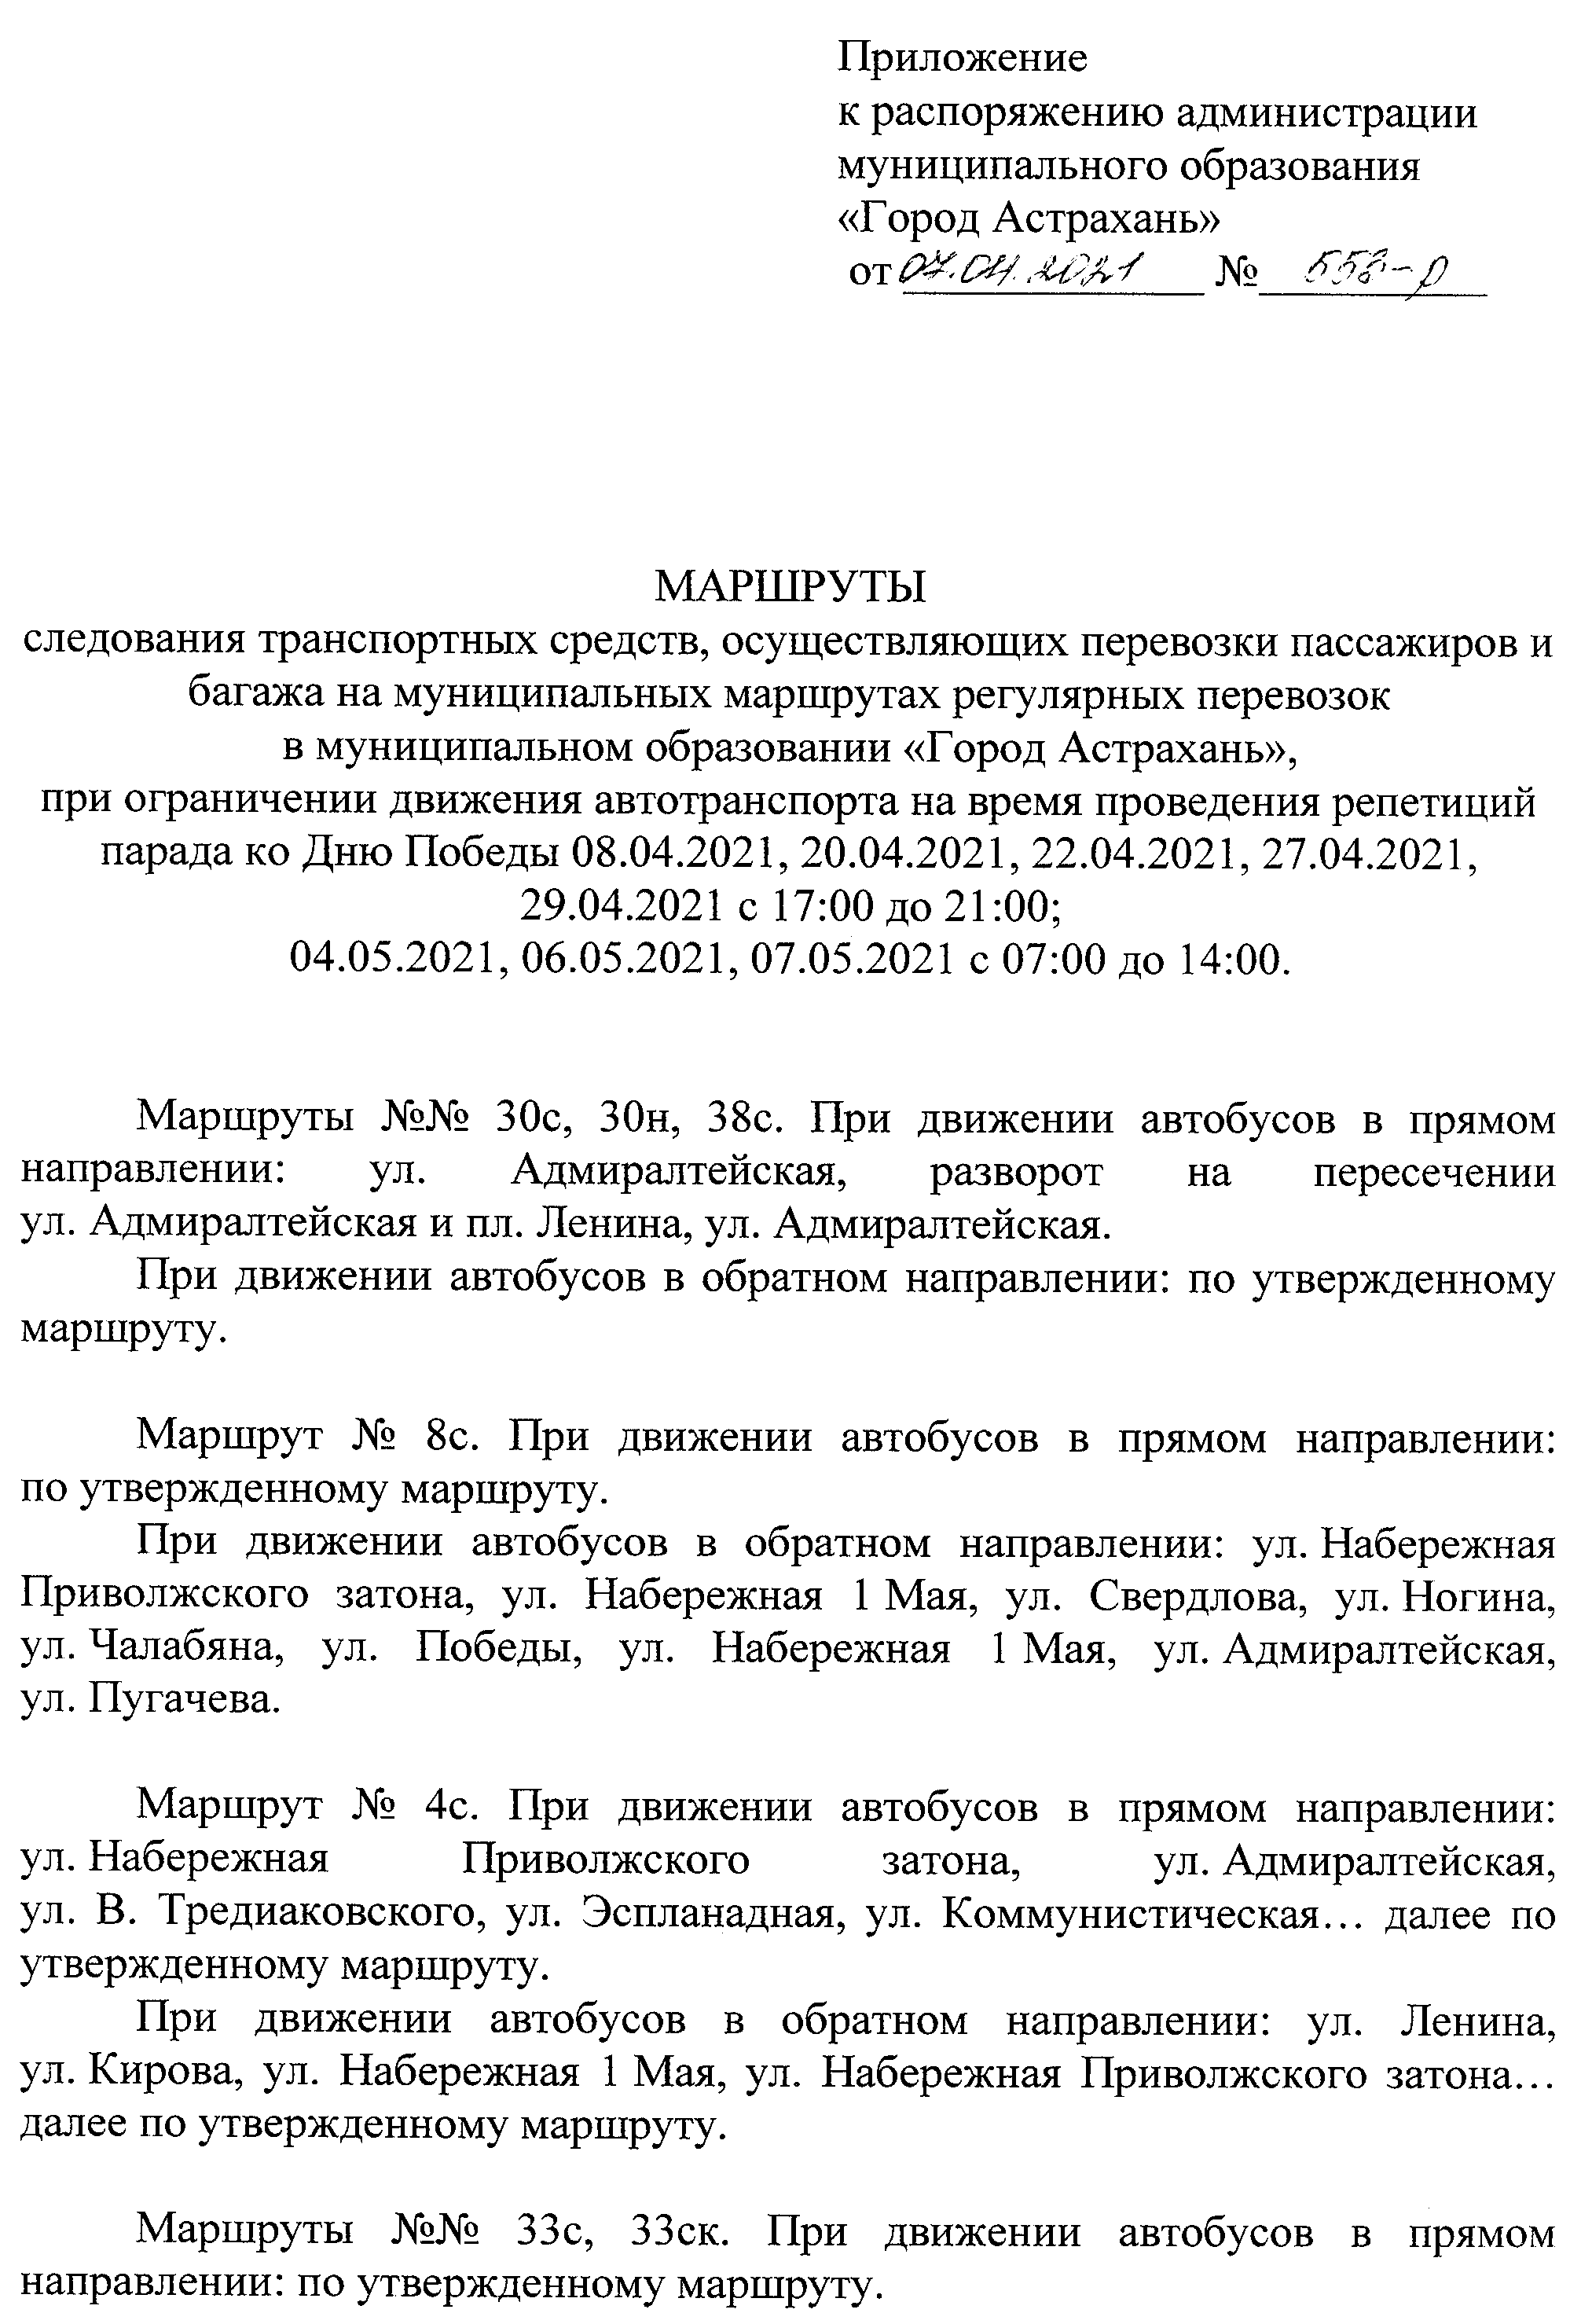 Приложение
к распоряжению администрации
муниципального образования
«Город Астрахань»
от 07.04.2021 № 558-р
МАРШРУТЫ
следования транспортных средств, осуществляющих перевозки пассажиров и
багажа на муниципальных маршрутах регулярных перевозок
в муниципальном образовании «Город Астрахань»,
при ограничении движения автотранспорта на время проведения репетиций
парада ко Дню Победы 08.04.2021, 20.04.2021, 22.04.2021, 27.04.2021,
29.04.2021 с 17:00 до 21:00;
04.05.2021, 06.05.2021, 07.05.2021 с 07:00 до 14:00.
Маршруты №№ 30с, 30н, 38с. При движении автобусов в прямом
направлении: ул. Адмиралтейская, разворот на пересечении
ул. Адмиралтейская и пл. Ленина, ул. Адмиралтейская.
При движении автобусов в обратном направлении: по утвержденному
маршруту.
Маршрут № 8с. При движении автобусов в прямом направлении:
по утвержденному маршруту.
При движении автобусов в обратном направлении: ул. Набережная
Приволжского затона, ул. Набережная 1 Мая, ул. Свердлова, ул. Ногина,
ул. Чалабяна, ул. Победы, ул. Набережная 1 Мая, ул. Адмиралтейская,
ул. Пугачева.
Маршрут № 4с. При движении автобусов в прямом направлении:
ул. Набережная Приволжского затона, ул. Адмиралтейская,
ул. В. Тредиаковского, ул. Эспланадная, ул. Коммунистическая… далее по
утвержденному маршруту.
При движении автобусов в обратном направлении: ул. Ленина,
ул. Кирова, ул. Набережная 1 Мая, ул. Набережная Приволжского затона…
далее по утвержденному маршруту.
Маршруты №№ 33с, 33ск. При движении автобусов в прямом
направлении: по утвержденному маршруту.